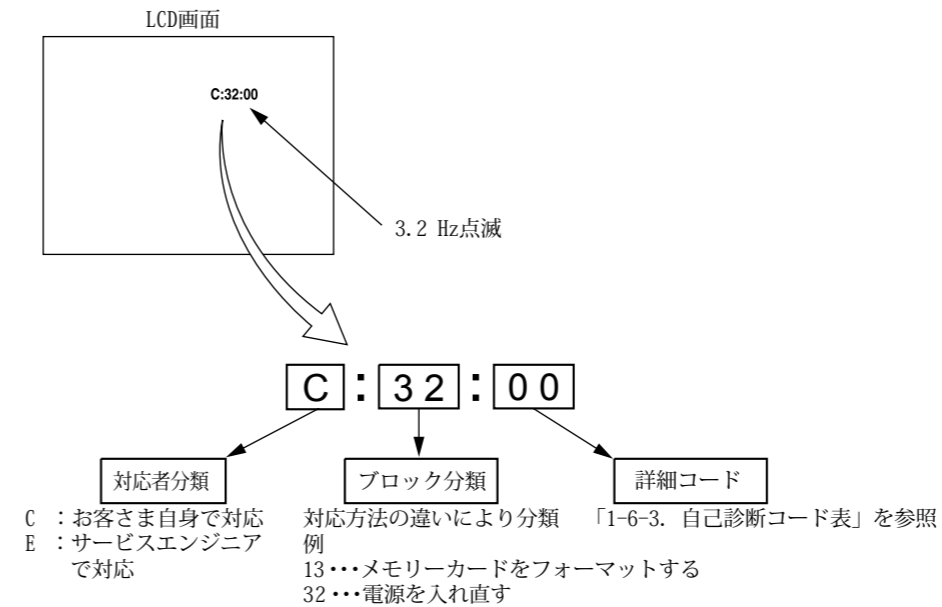 LCD画面
C:32:00
3.2 Hz点滅
C : 32 : 00
対応者分類
C ：お客さま自身で対応
E ：サービスエンジニア
で対応
ブロック分類
対応方法の違いにより分類
例
13･･･メモリーカードをフォーマットする
32･･･電源を入れ直す
詳細コード
「1-6-3. 自己診断コード表」を参照